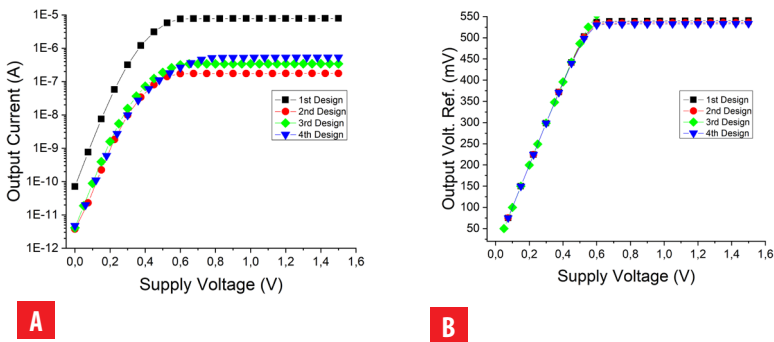 1E-5
1E-6
1E-7
1E-8
1E-9
1E-10
1E-11
1E-12
Output Current (A)
1st Design
2nd Design
3rd Design
4th Design
0,0 0,2 0,4 0,6 0,8 1,0 1,2 1,4 1,6
Supply Voltage (V)
A
550
500
450
400
350
300
250
200
150
100
50
Output Volt. Ref. (mV)
1st Design
2nd Design
3rd Design
4th Design
0,0 0,2 0,4 0,6 0,8 1,0 1,2 1,4 1,6
Supply Voltage (V)
B